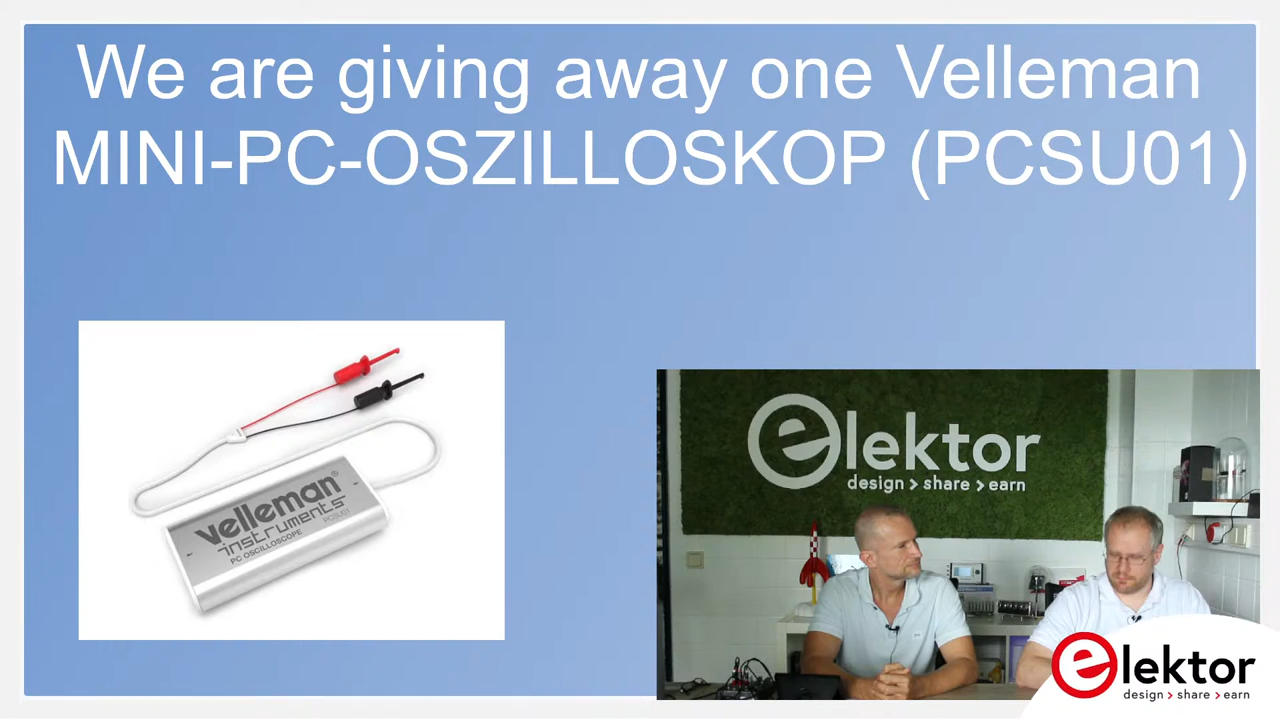 We are giving away one Velleman
MINI-PC-OSZILLOSKOP (PCSU01)
velleman®
instruments
PCSU01
PC OSCILLOSCOPE
elektor
design > share > earn
elektor
design > share > earn